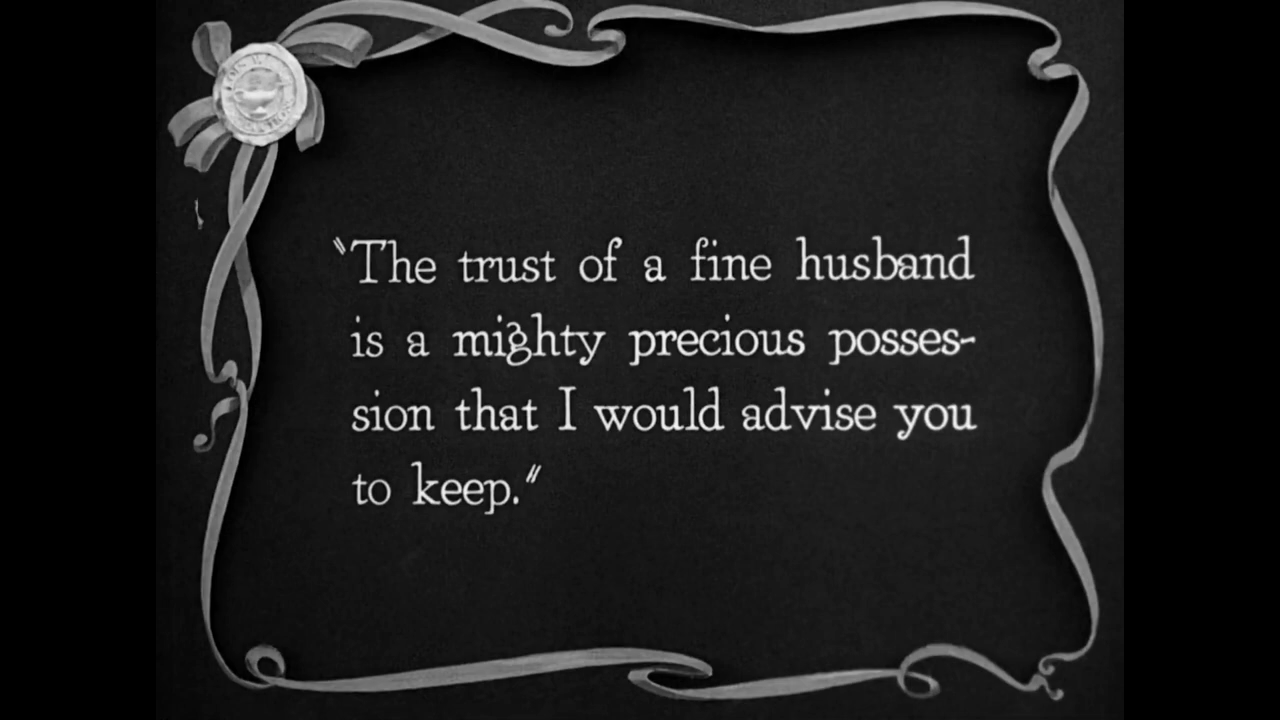 "The trust of a fine husband
is a mighty precious posses-
sion that I would advise you
to keep."